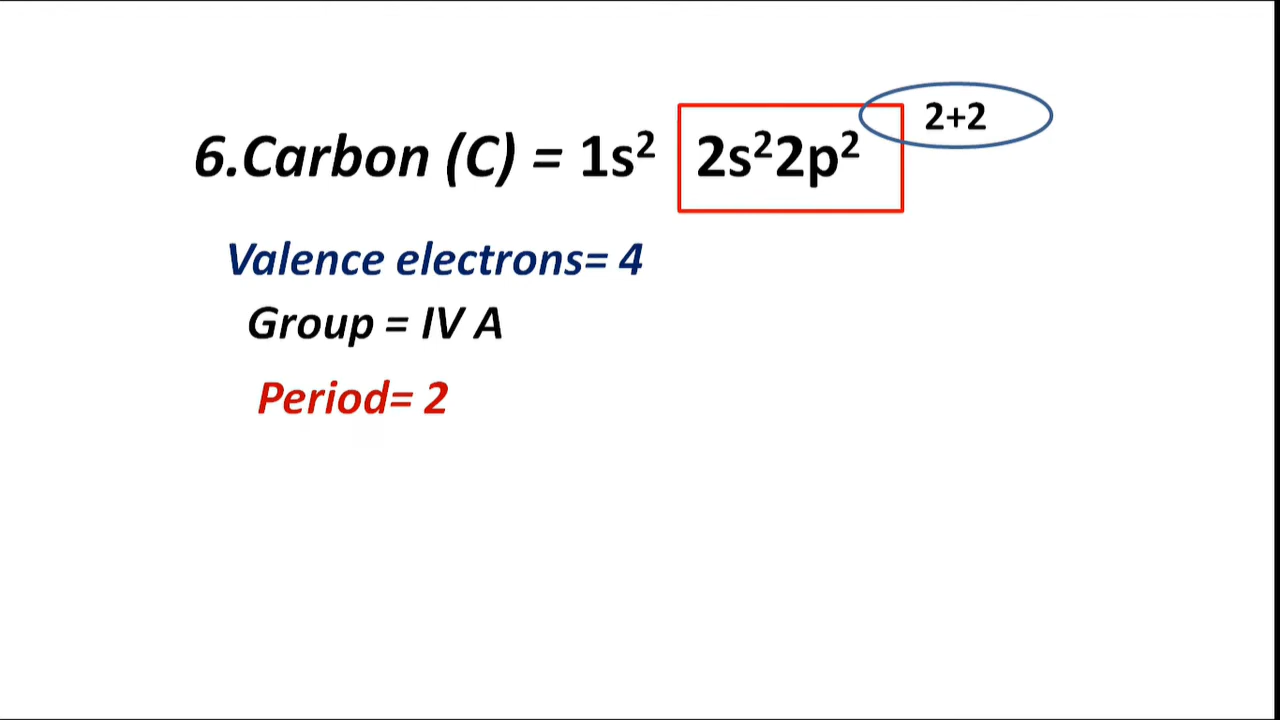 2+2
6.Carbon (C) = 1s² 2s²2p²
Valence electrons= 4
Group = IV A
Period= 2